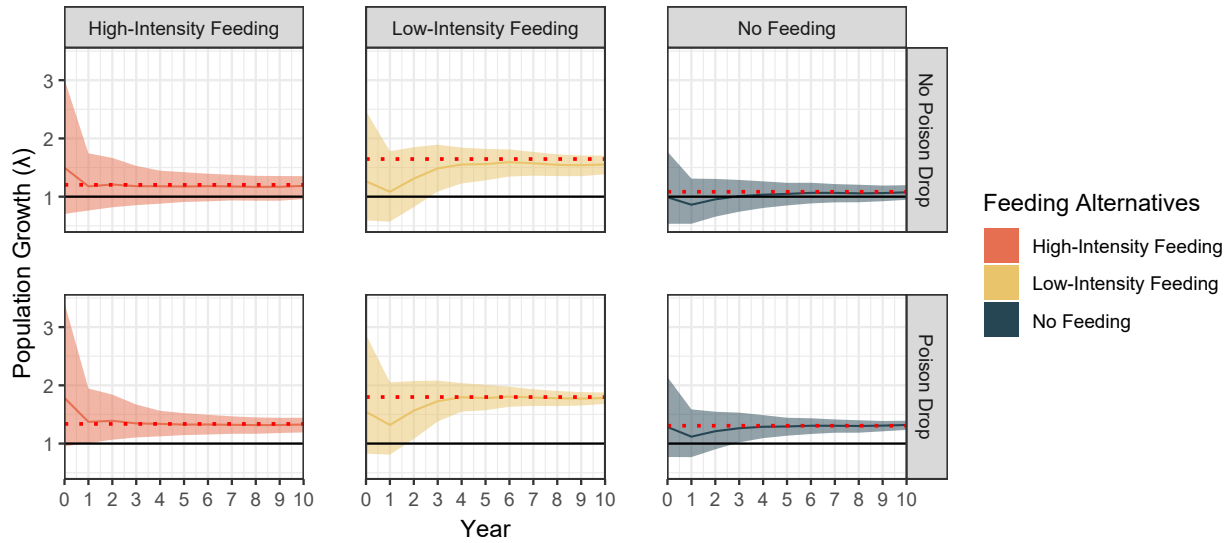 High-Intensity Feeding
Low-Intensity Feeding
No Feeding
Population Growth (λ)
3
2
1
No Poison Drop
3
2
1
Poison Drop
0 1 2 3 4 5 6 7 8 9 10
0 1 2 3 4 5 6 7 8 9 10
0 1 2 3 4 5 6 7 8 9 10
Year
Feeding Alternatives
High-Intensity Feeding
Low-Intensity Feeding
No Feeding